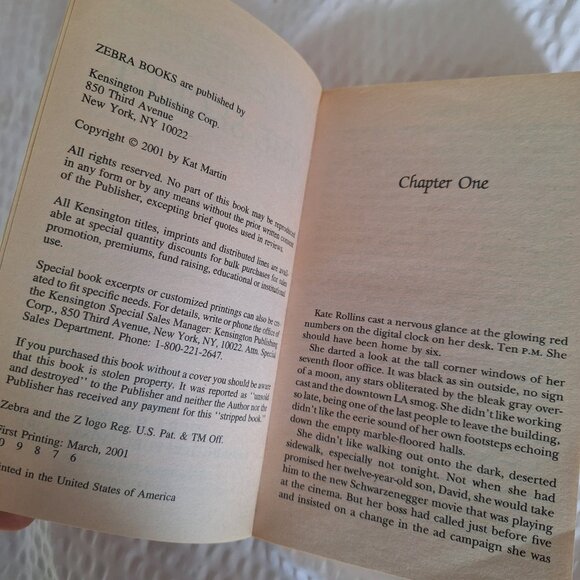 ZEBRA BOOKS are published by
Kensington Publishing Corp.
850 Third Avenue
New York, NY 10022
Copyright © 2001 by Kat Martin
All rights reserved. No part of this book may be reproduced
in any form or by any means without the prior written consent
of the Publisher, excepting brief quotes used in reviews.
All Kensington titles, imprints and distributed lines are avail-
able at special quantity discounts for bulk purchases for sales
promotion, premiums, fund raising, educational or institutional
use.
Special book excerpts or customized printings can also be cre-
ated to fit specific needs. For details, write or phone the office of
the Kensington Special Sales Manager: Kensington Publishing
Corp., 850 Third Avenue, New York, NY 10022. Attn. Special
Sales Department. Phone: 1-800-221-2647.
If you purchased this book without a cover you should be aware
that this book is stolen property. It was reported as "unsold
and destroyed" to the Publisher and neither the Author nor the
Publisher has received any payment for this "stripped book."
Zebra and the Z logo Reg. U.S. Pat. & TM Off.
First Printing: March, 2001
0 9 8 7 6
Printed in the United States of America
Chapter One
Kate Rollins cast a nervous glance at the glowing red
numbers on the digital clock on her desk. Ten P.M. She
should have been home by six.
She darted a look at the tall corner windows of her
seventh floor office. It was black as sin outside, no sign
of a moon, any stars obliterated by the bleak gray over-
cast and the downtown LA smog. She didn't like working
so late, being one of the last people to leave the building,
didn't like the eerie sound of her own footsteps echoing
down the empty marble-floored halls.
She didn't like walking out onto the dark, deserted
sidewalk, especially not tonight. Not when she had
promised her twelve-year-old son, David, she would take
him to the new Schwarzenegger movie that was playing
at the cinema. But her boss had called just before five
and insisted on a change in the ad campaign she was